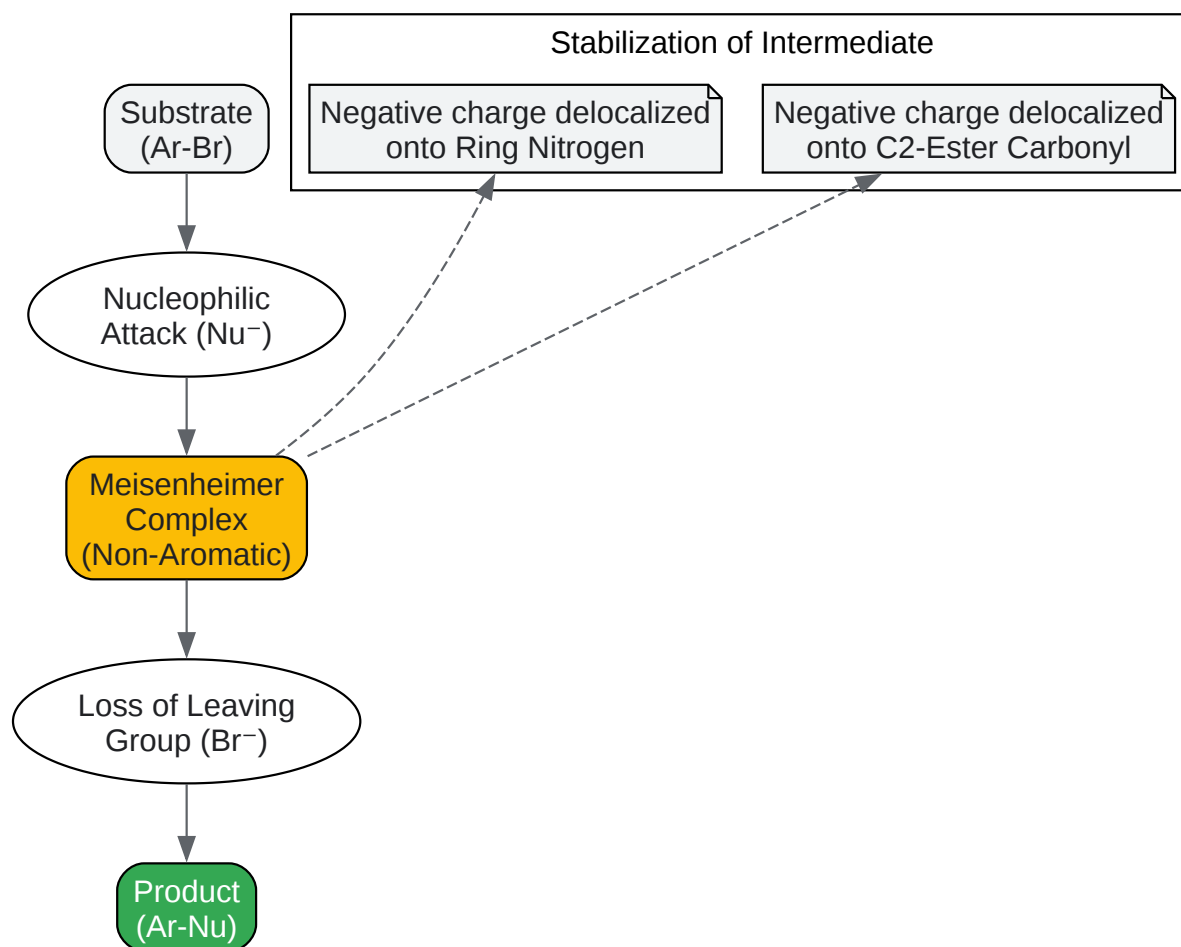 Stabilization of Intermediate
Substrate
(Ar-Br)
Negative charge delocalized
onto Ring Nitrogen
Negative charge delocalized
onto C2-Ester Carbonyl
Nucleophilic
Attack (Nu⁻)
Meisenheimer
Complex
(Non-Aromatic)
Loss of Leaving
Group (Br⁻)
Product
(Ar-Nu)